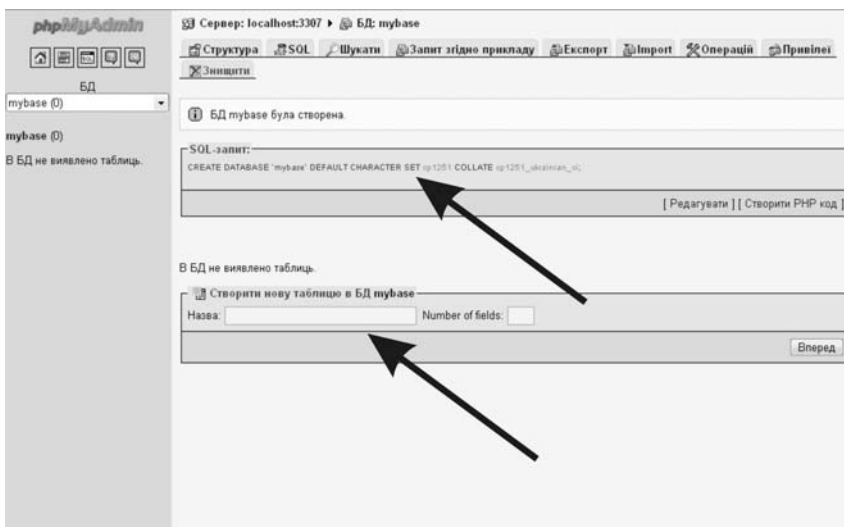 phpMyAdmin
БД
mybase (0)
mybase (0)
В БД не виявлено таблиць.
Сервер: localhost:3307 ▸ БД: mybase
Структура SQL Шукати Запит згідно прикладу Експорт Import Операцій Привілеї
Знищити
БД mybase була створена.
SQL-запит:
CREATE DATABASE `mybase` DEFAULT CHARACTER SET cp1251 COLLATE cp1251_ukrainian_ci;
[ Редагувати ] [ Створити PHP код ]
В БД не виявлено таблиць.
Створити нову таблицю в БД mybase
Назва: Number of fields:
Вперед